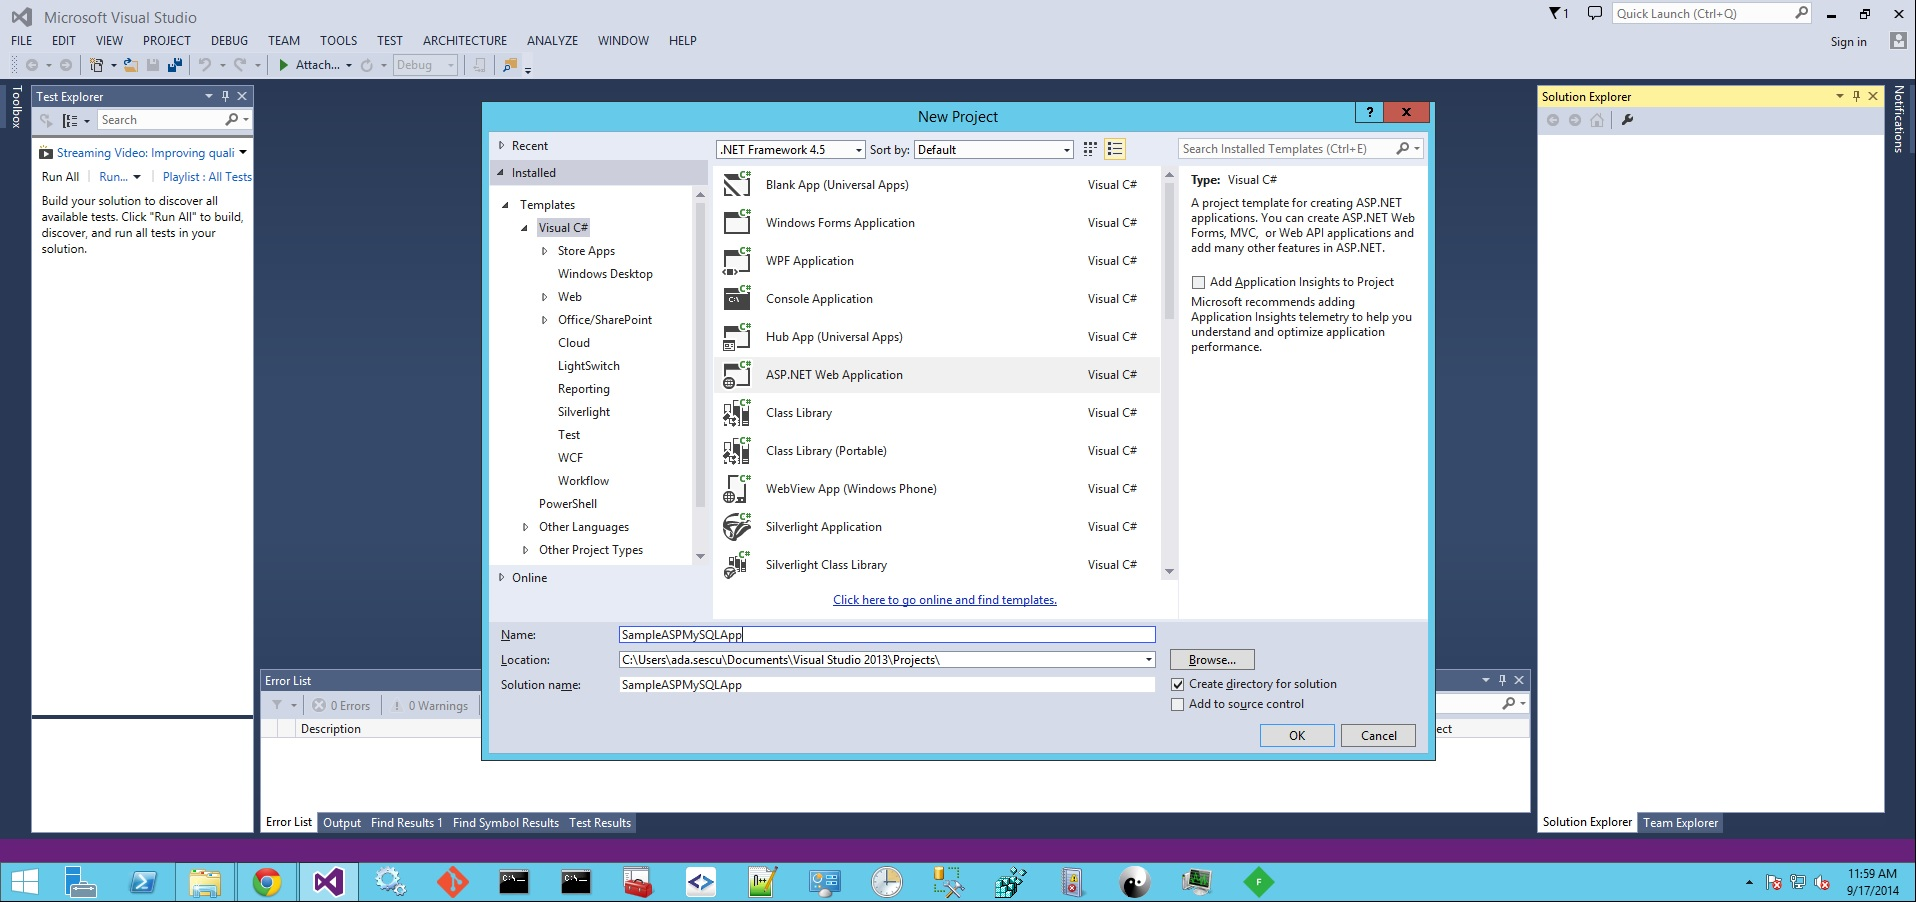 Microsoft Visual Studio
1
Quick Launch (Ctrl+Q)
FILE EDIT VIEW PROJECT DEBUG TEAM TOOLS TEST ARCHITECTURE ANALYZE WINDOW HELP
Sign in
Attach... Debug
Toolbox
Test Explorer
Search
Streaming Video: Improving quali
Run All Run... Playlist : All Tests
Build your solution to discover all
available tests. Click "Run All" to build,
discover, and run all tests in your
solution.
New Project
?
Recent
Installed
Templates
Visual C#
Store Apps
Windows Desktop
Web
Office/SharePoint
Cloud
LightSwitch
Reporting
Silverlight
Test
WCF
Workflow
PowerShell
Other Languages
Other Project Types
Online
.NET Framework 4.5 Sort by: Default
Search Installed Templates (Ctrl+E)
Blank App (Universal Apps) Visual C#
Windows Forms Application Visual C#
WPF Application Visual C#
Console Application Visual C#
Hub App (Universal Apps) Visual C#
ASP.NET Web Application Visual C#
Class Library Visual C#
Class Library (Portable) Visual C#
WebView App (Windows Phone) Visual C#
Silverlight Application Visual C#
Silverlight Class Library Visual C#
Click here to go online and find templates.
Type: Visual C#
A project template for creating ASP.NET
applications. You can create ASP.NET Web
Forms, MVC, or Web API applications and
add many other features in ASP.NET.
Add Application Insights to Project
Microsoft recommends adding
Application Insights telemetry to help you
understand and optimize application
performance.
Name: SampleASPMySQLApp
Location: C:\Users\ada.sescu\Documents\Visual Studio 2013\Projects\ Browse...
Solution name: SampleASPMySQLApp
Create directory for solution
Add to source control
OK Cancel
Error List
0 Errors 0 Warnings
Description
ect
Error List Output Find Results 1 Find Symbol Results Test Results
Solution Explorer
Solution Explorer Team Explorer
Notifications
11:59 AM
9/17/2014